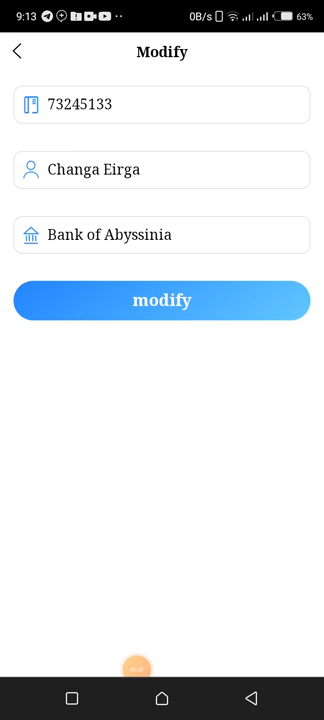 9:13
0B/s
63%
Modify
73245133
Changa Eirga
Bank of Abyssinia
modify